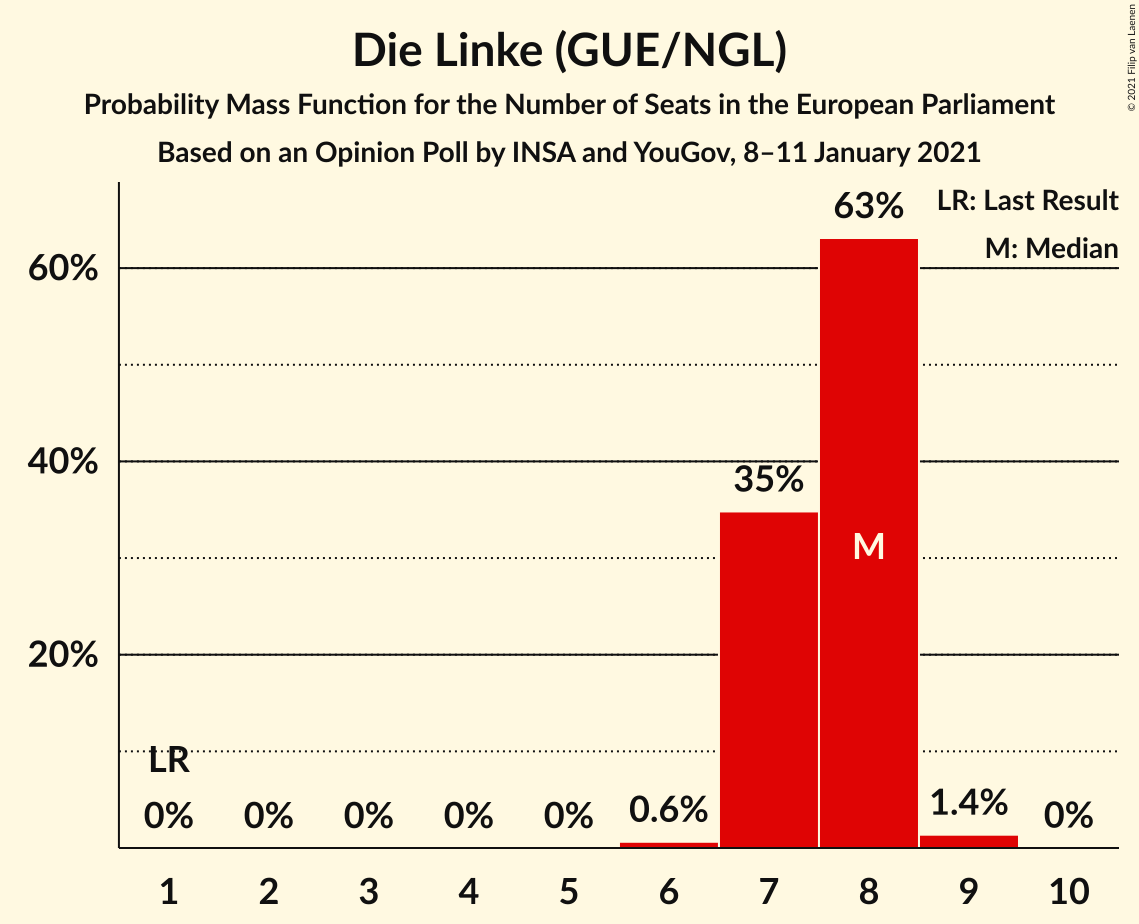 Die Linke (GUE/NGL)
Probability Mass Function for the Number of Seats in the European Parliament
Based on an Opinion Poll by INSA and YouGov, 8–11 January 2021
© 2021 Filip van Laenen
LR: Last Result
M: Median
63%
60%
40%
35%
M
20%
LR
0% 0% 0% 0% 0% 0.6% 1.4% 0%
1 2 3 4 5 6 7 8 9 10